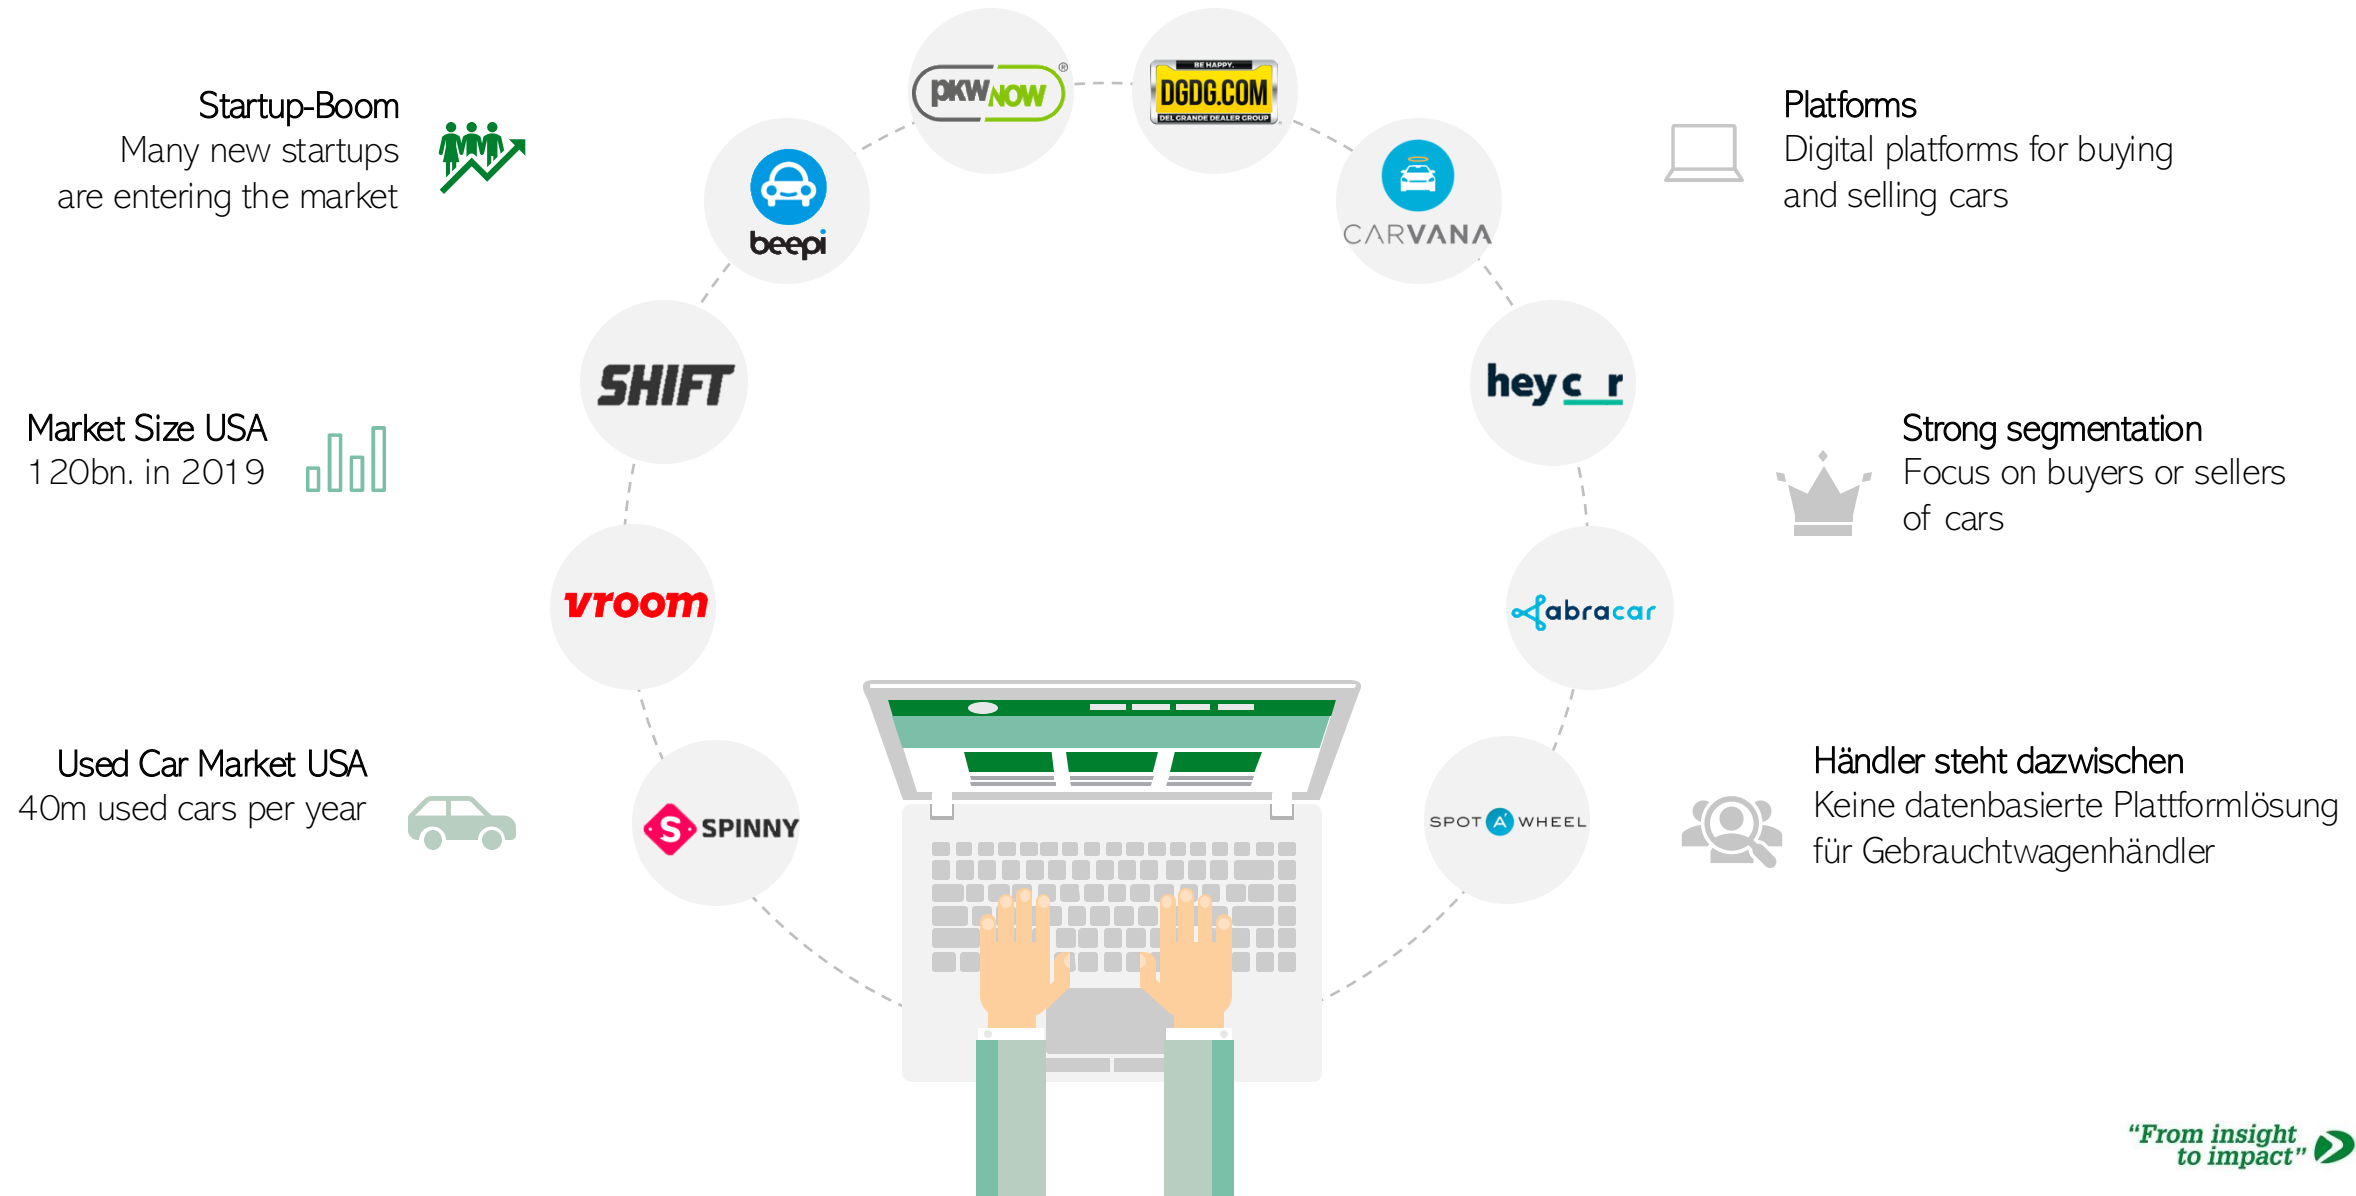 Startup-Boom
Many new startups
are entering the market
Market Size USA
120bn. in 2019
Used Car Market USA
40m used cars per year
pkw NOW ®
BE HAPPY.
DGDG.COM
DEL GRANDE DEALER GROUP
beepi
CARVANA
SHIFT
heyc_r
vroom
abracar
S SPINNY
SPOT A' WHEEL
Platforms
Digital platforms for buying
and selling cars
Strong segmentation
Focus on buyers or sellers
of cars
Händler steht dazwischen
Keine datenbasierte Plattformlösung
für Gebrauchtwagenhändler
“From insight
to impact”